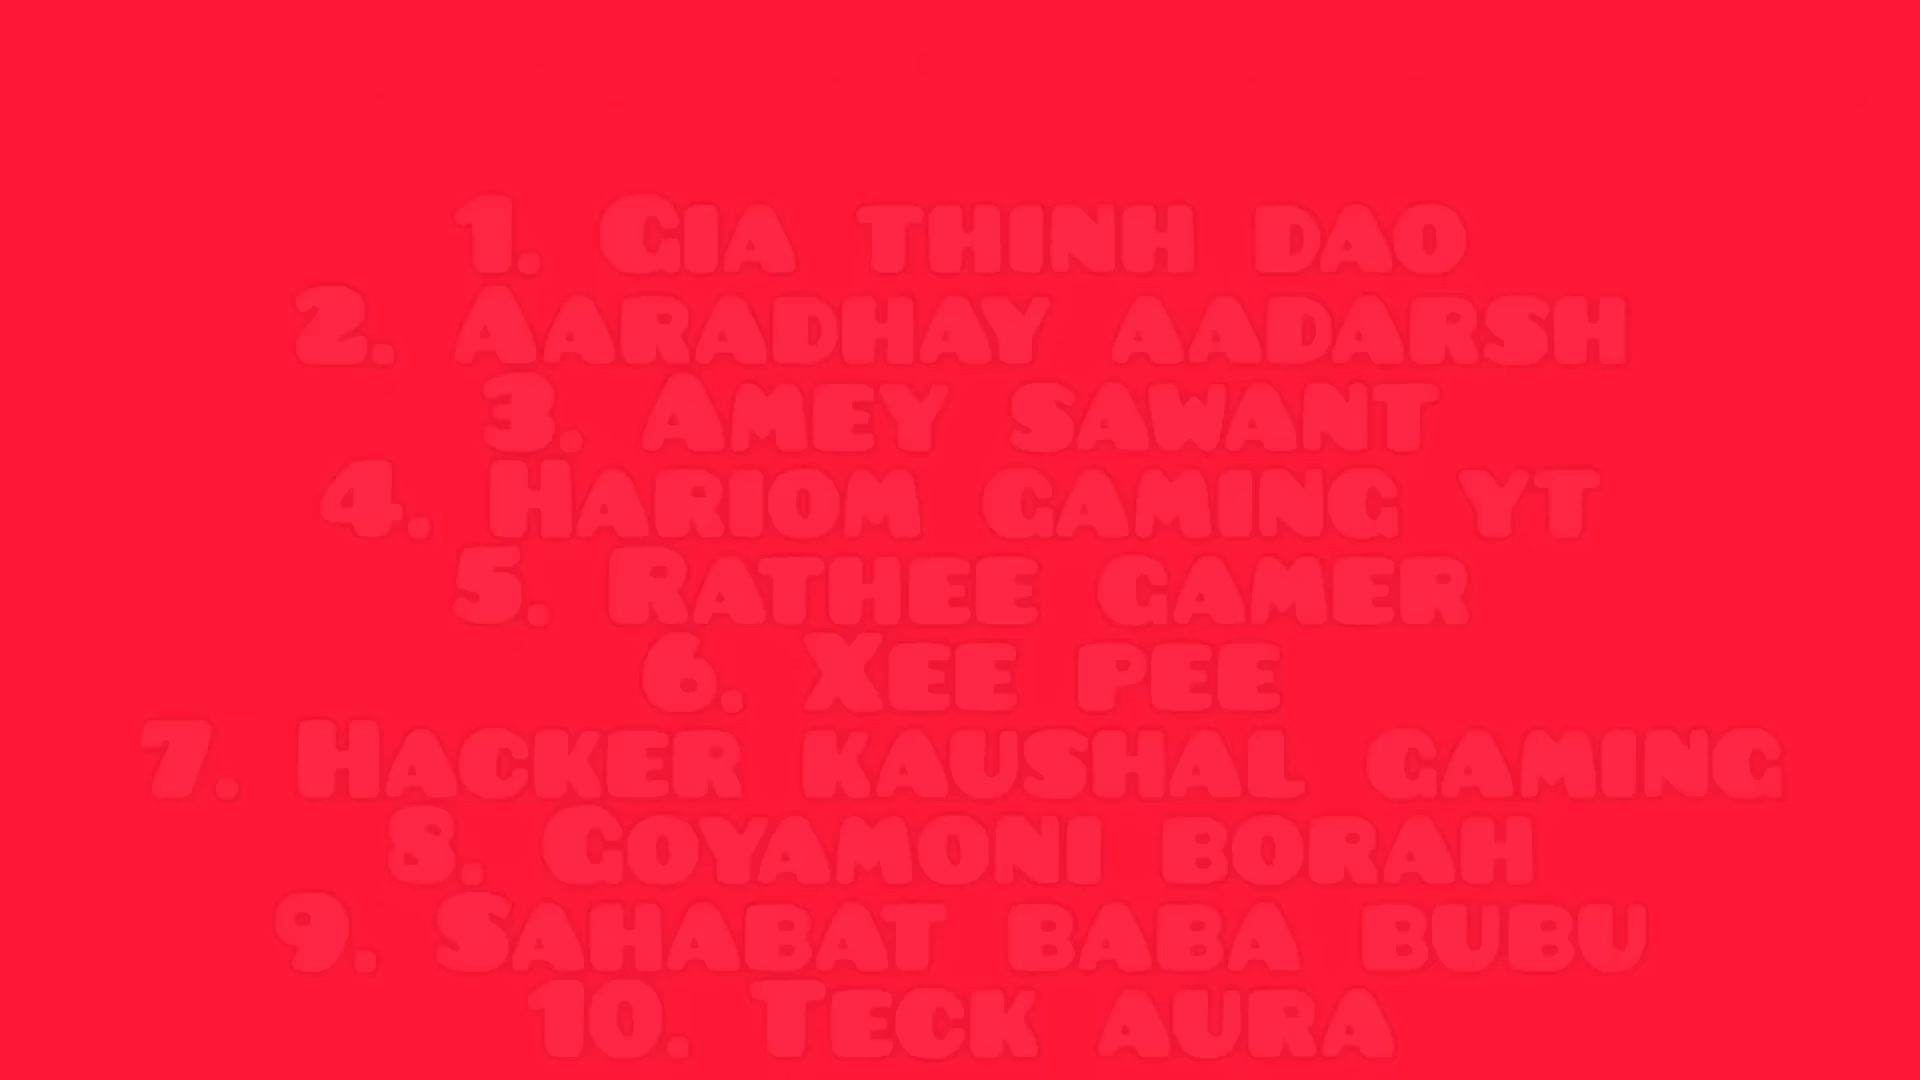 1. Gia thinh dao
2. Aaradhay aadarsh
3. Amey sawant
4. Hariom gaming yt
5. Rathee gamer
6. Xee pee
7. Hacker kaushal gaming
8. Goyamoni borah
9. Sahabat baba bubu
10. Teck aura